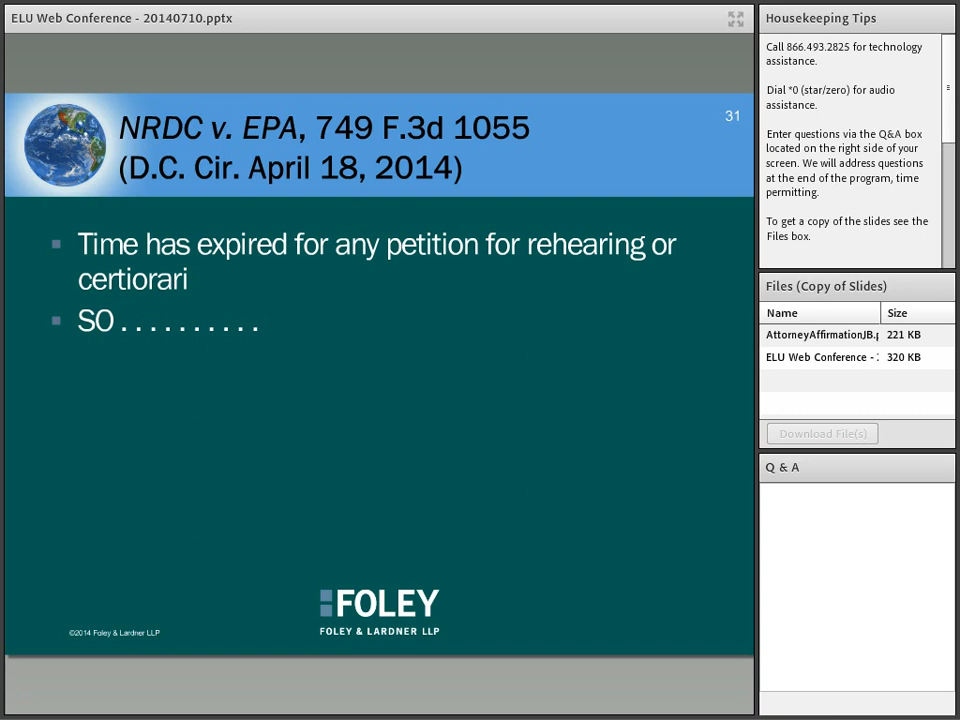 ELU Web Conference - 20140710.pptx
NRDC v. EPA, 749 F.3d 1055
(D.C. Cir. April 18, 2014)
31
Time has expired for any petition for rehearing or
certiorari
SO . . . . . . . . . .
FOLEY
FOLEY & LARDNER LLP
©2014 Foley & Lardner LLP
Housekeeping Tips
Call 866.493.2825 for technology
assistance.
Dial *0 (star/zero) for audio
assistance.
Enter questions via the Q&A box
located on the right side of your
screen. We will address questions
at the end of the program, time
permitting.
To get a copy of the slides see the
Files box.
Files (Copy of Slides)
Name Size
AttorneyAffirmationJB.p 221 KB
ELU Web Conference - 320 KB
Download File(s)
Q & A